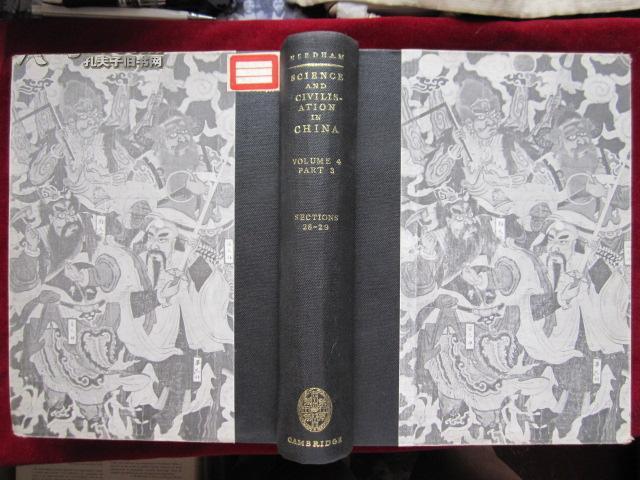 孔夫子旧书网
NEEDHAM
SCIENCE
AND
CIVILIS-
ATION
IN
CHINA
VOLUME 4
PART 3
SECTIONS
28-29
CAMBRIDGE